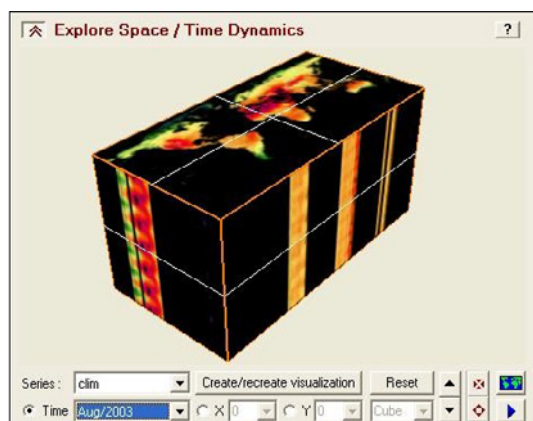 Explore Space / Time Dynamics ?
Series : clim Create/recreate visualization Reset
Time Aug/2003 X 0 Y 0 Cube